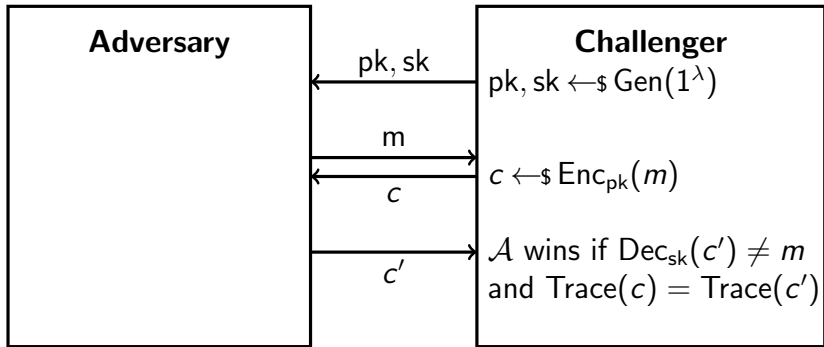 Adversary
Challenger
pk, sk
pk, sk ←$ Gen(1^λ)
m
c
c ←$ Enc_pk(m)
c′
𝒜 wins if Dec_sk(c′) ≠ m
and Trace(c) = Trace(c′)